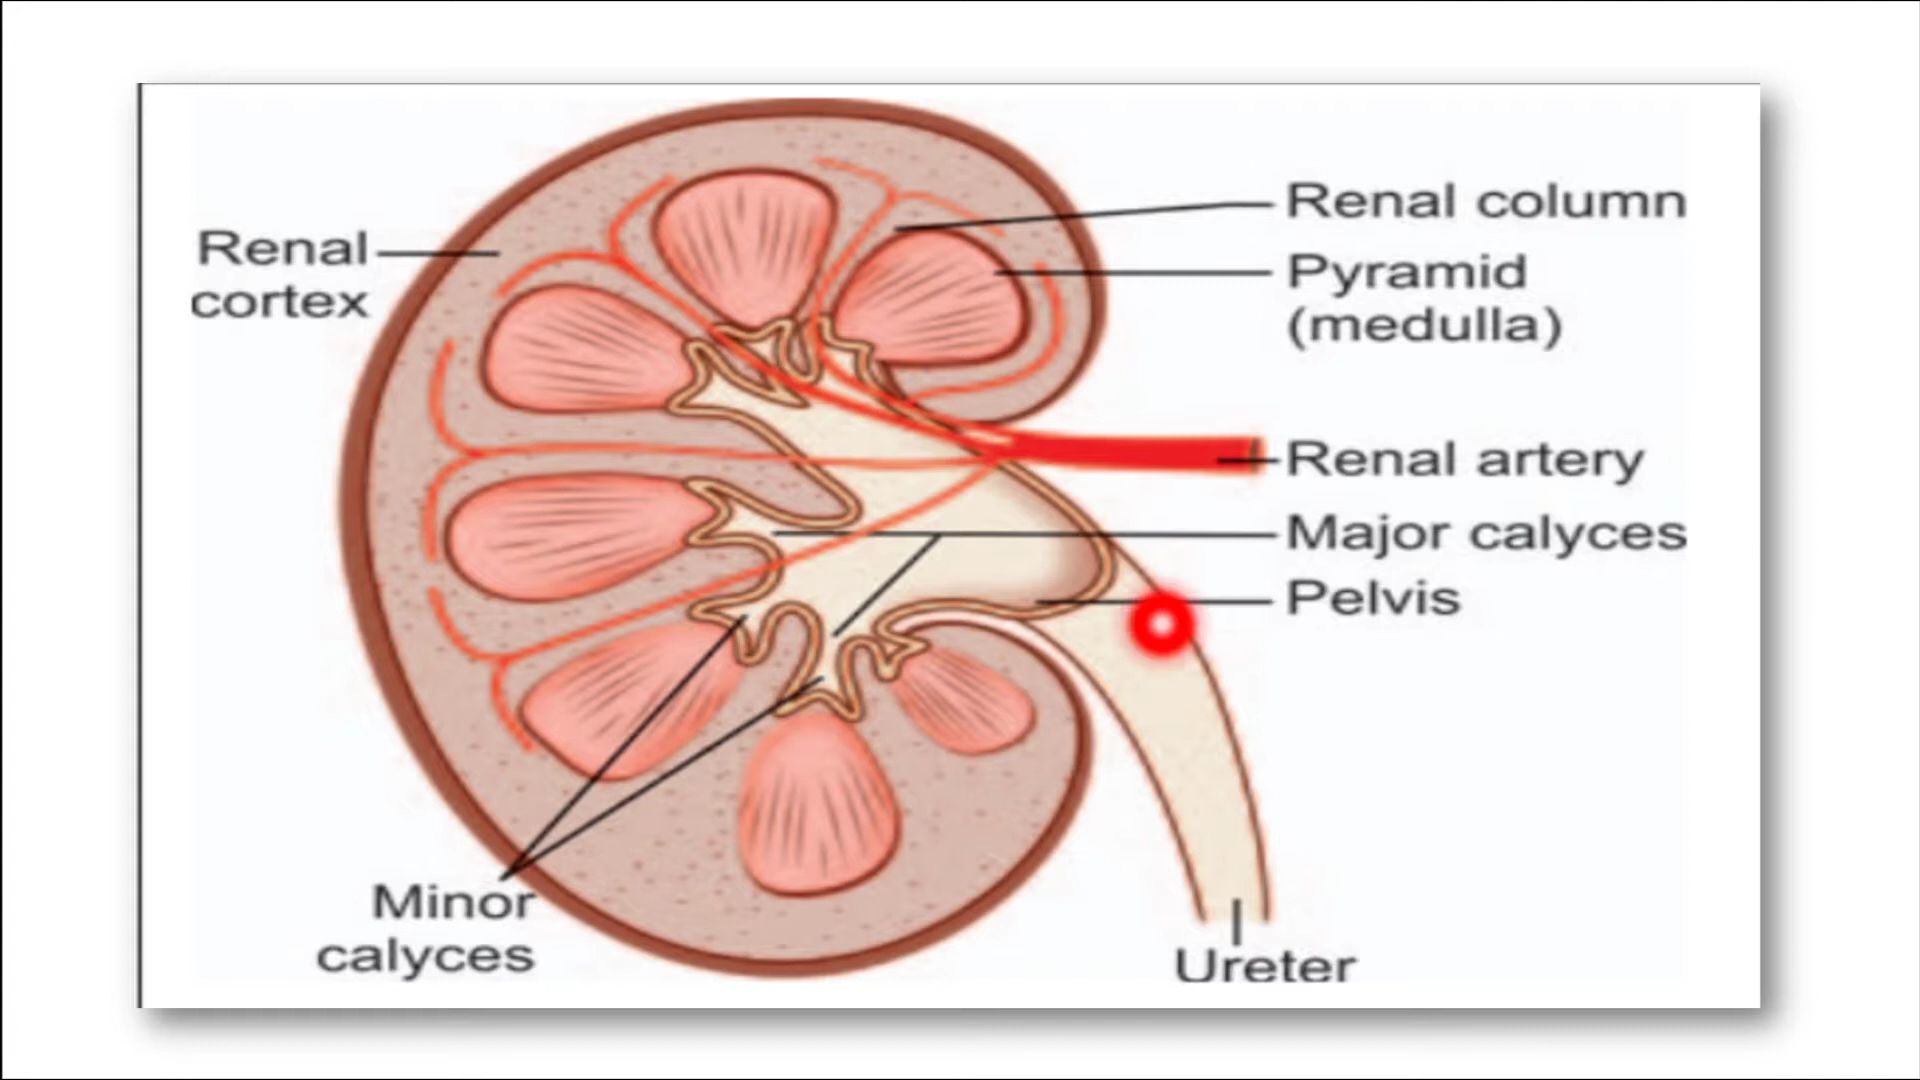 Renal
cortex
Renal column
Pyramid
(medulla)
Renal artery
Major calyces
Pelvis
Minor
calyces
Ureter